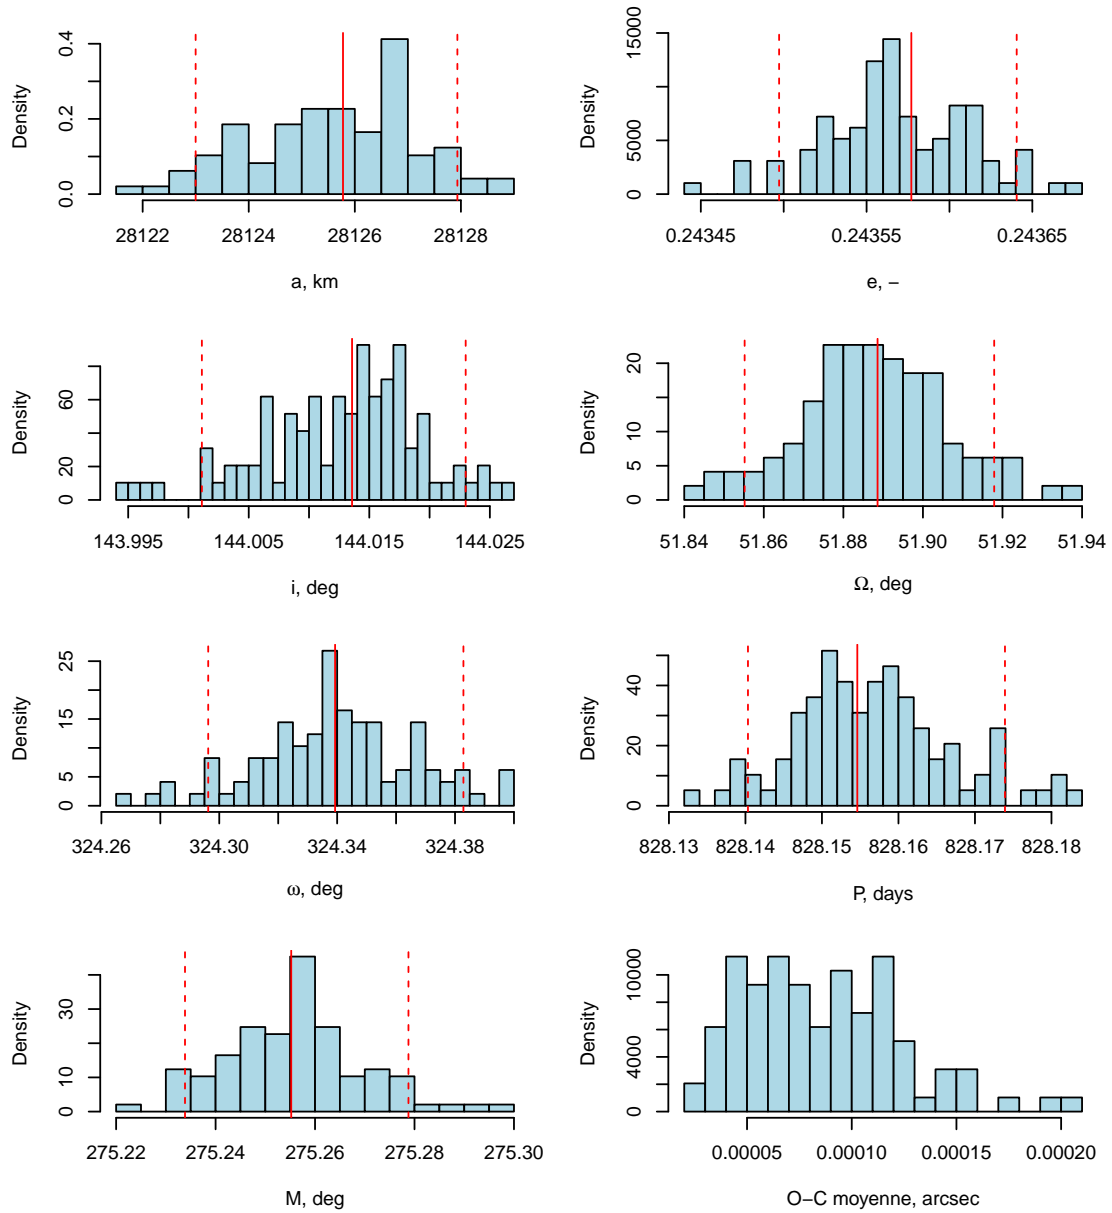 Density
0.0 0.2 0.4
28122 28124 28126 28128
a, km
Density
0 5000 15000
0.24345 0.24355 0.24365
e, −
Density
0 20 60
143.995 144.005 144.015 144.025
i, deg
Density
0 5 10 20
51.84 51.86 51.88 51.90 51.92 51.94
Ω, deg
Density
0 5 15 25
324.26 324.30 324.34 324.38
ω, deg
Density
0 20 40
828.13 828.14 828.15 828.16 828.17 828.18
P, days
Density
0 10 30
275.22 275.24 275.26 275.28 275.30
M, deg
Density
0 4000 10000
0.00005 0.00010 0.00015 0.00020
O−C moyenne, arcsec